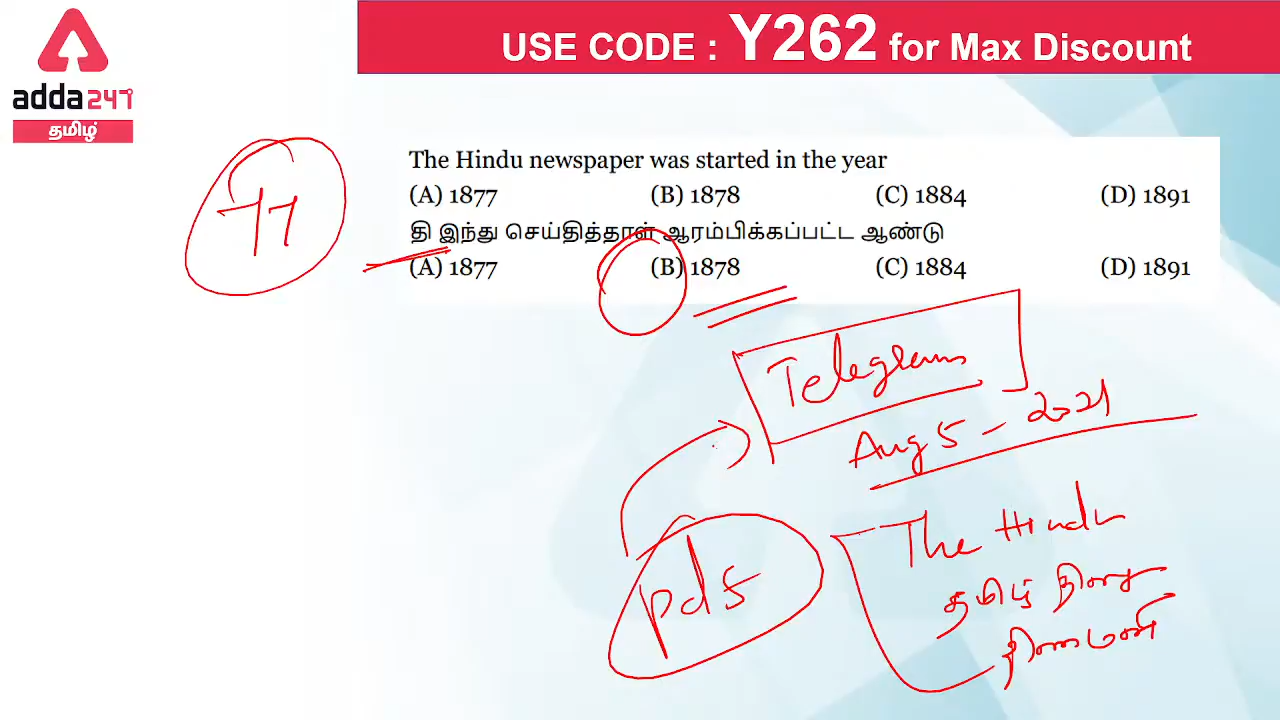 USE CODE : Y262 for Max Discount
adda247
தமிழ்
The Hindu newspaper was started in the year
(A) 1877 (B) 1878 (C) 1884 (D) 1891
தி இந்து செய்தித்தாள் ஆரம்பிக்கப்பட்ட ஆண்டு
(A) 1877 (B) 1878 (C) 1884 (D) 1891
77
Telegram
Aug 5 - 2021
The Hindu
pdf
தமிழ் திசை
தினமணி